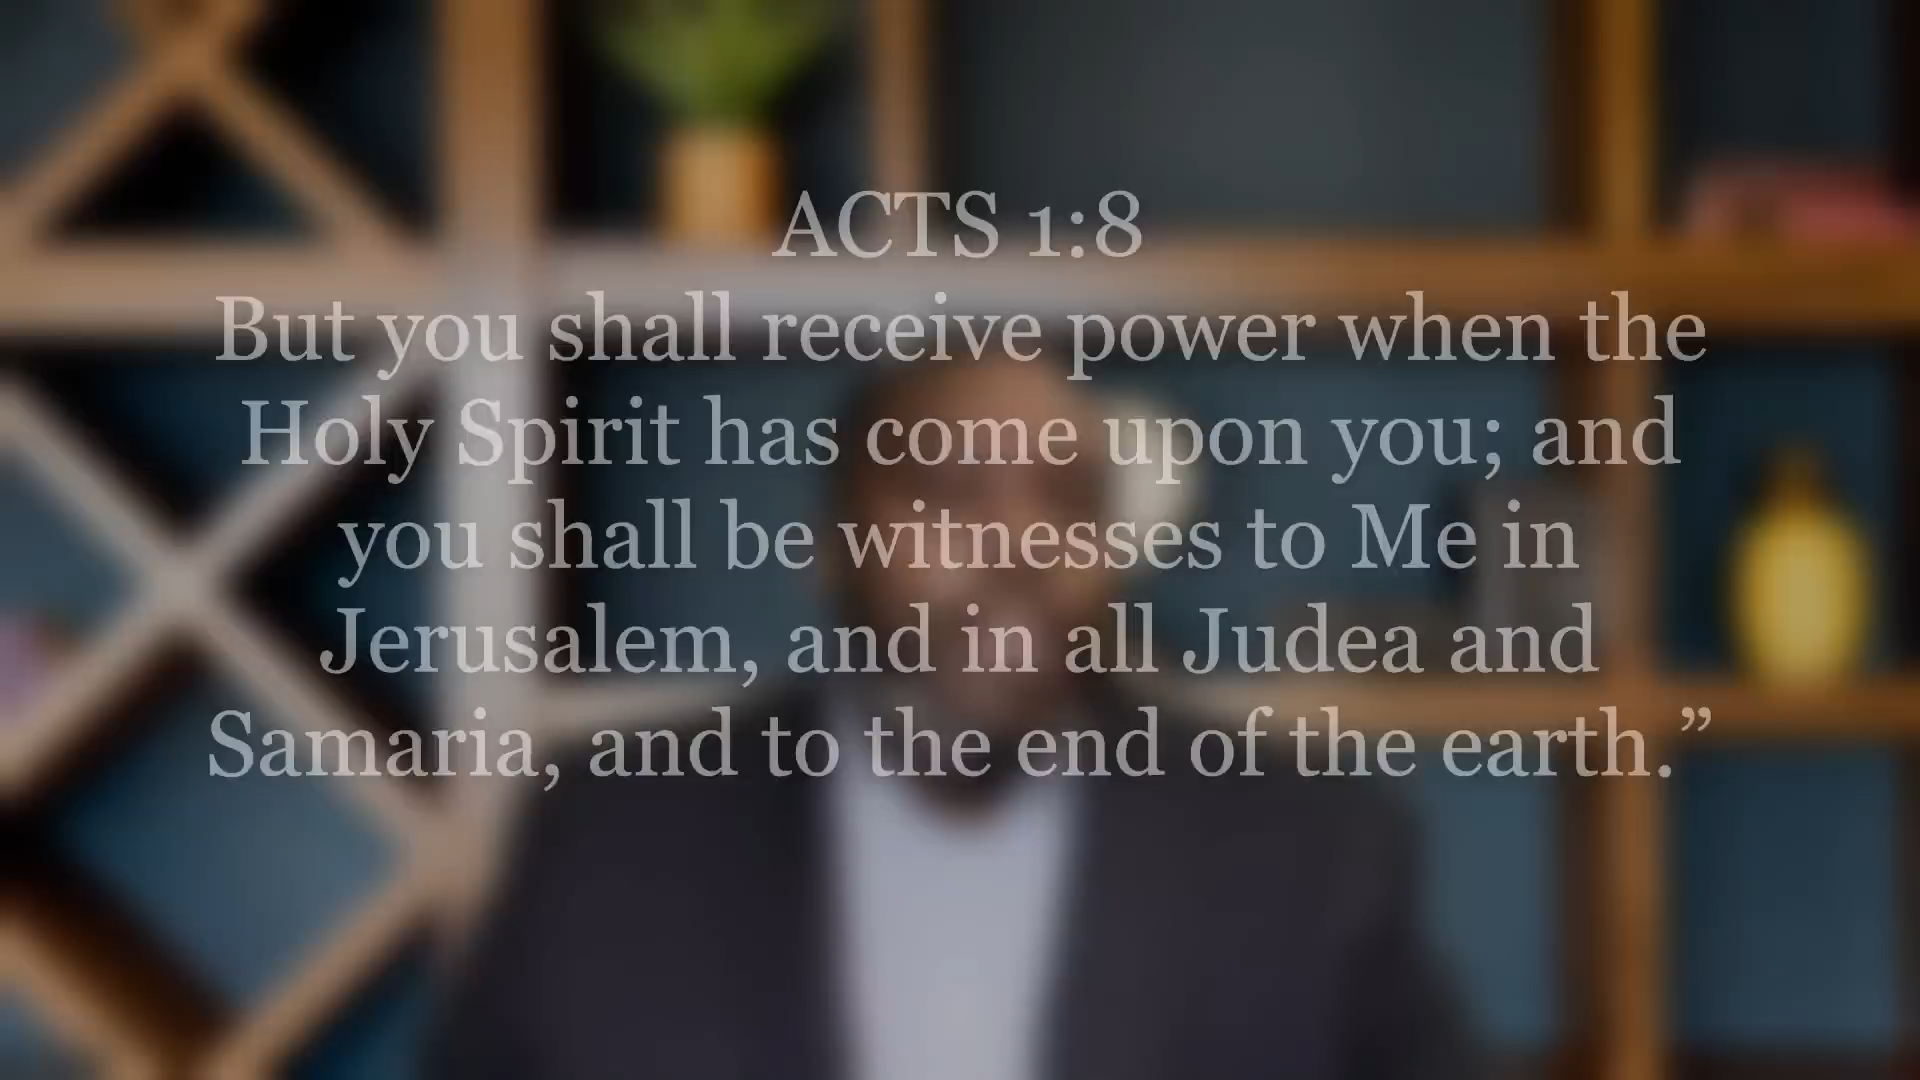 ACTS 1:8
But you shall receive power when the
Holy Spirit has come upon you; and
you shall be witnesses to Me in
Jerusalem, and in all Judea and
Samaria, and to the end of the earth.”